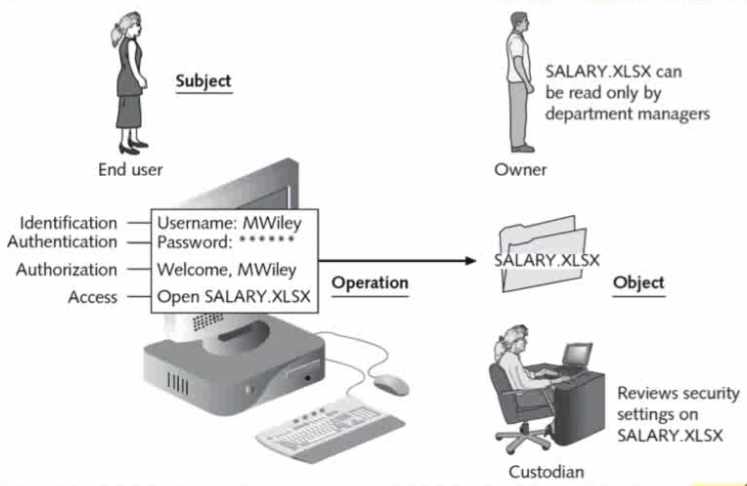 Subject
End user
SALARY.XLSX can
be read only by
department managers
Owner
Identification
Username: MWiley
Authentication
Password: ******
Authorization
Welcome, MWiley
Access
Open SALARY.XLSX
Operation
SALARY.XLSX
Object
Reviews security
settings on
SALARY.XLSX
Custodian